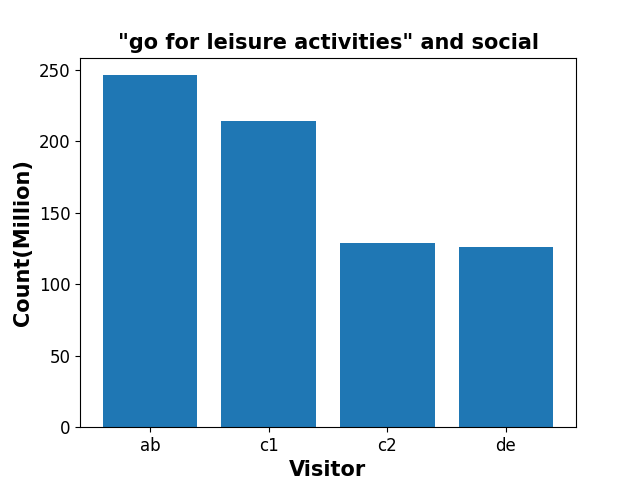 "go for leisure activities" and social
Count(Million)
250
200
150
100
50
0
ab c1 c2 de
Visitor